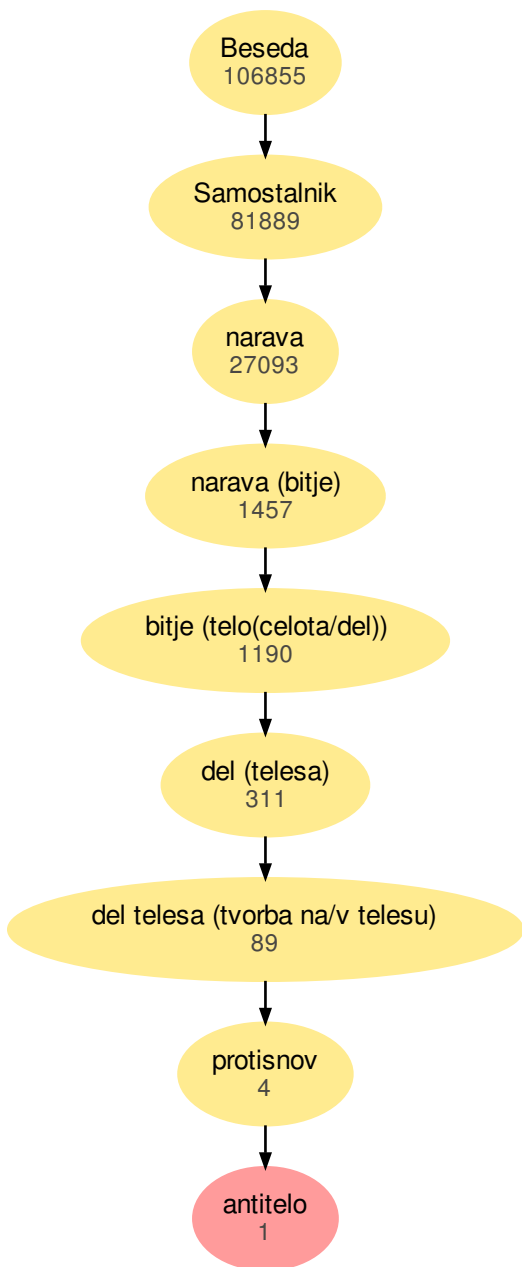 Beseda
106855
Samostalnik
81889
narava
27093
narava (bitje)
1457
bitje (telo(celota/del))
1190
del (telesa)
311
del telesa (tvorba na/v telesu)
89
protisnov
4
antitelo
1